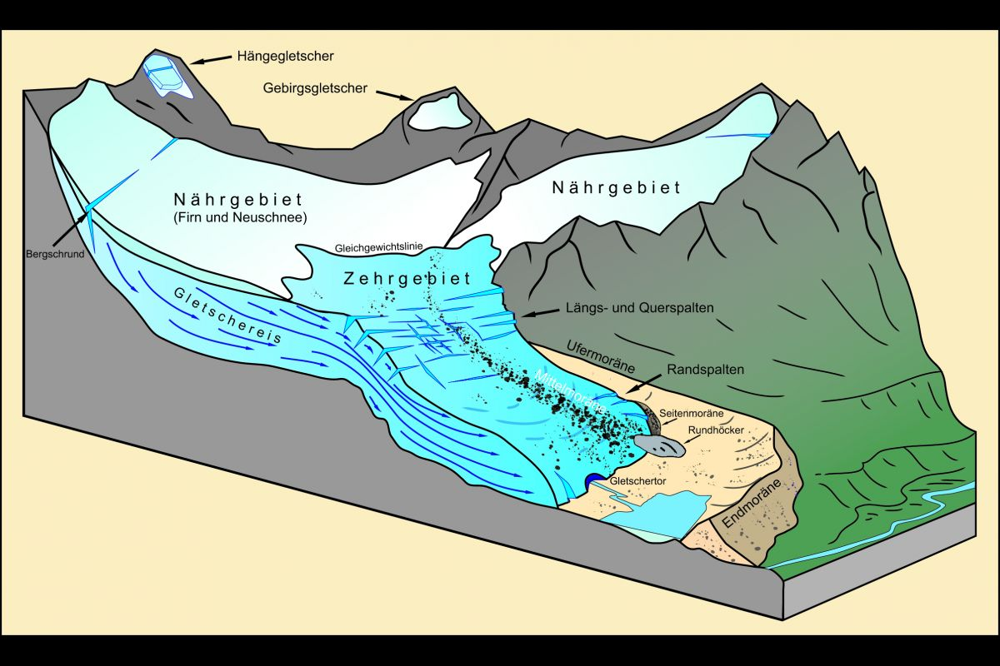 Hängegletscher
Gebirgsgletscher
Nährgebiet
Nährgebiet
(Firn und Neuschnee)
Bergschrund
Gleichgewichtslinie
Zehrgebiet
Gletschereis
Längs- und Querspalten
Ufermoräne
Randspalten
Mittelmoräne
Seitenmoräne
Rundhöcker
Gletschertor
Endmoräne